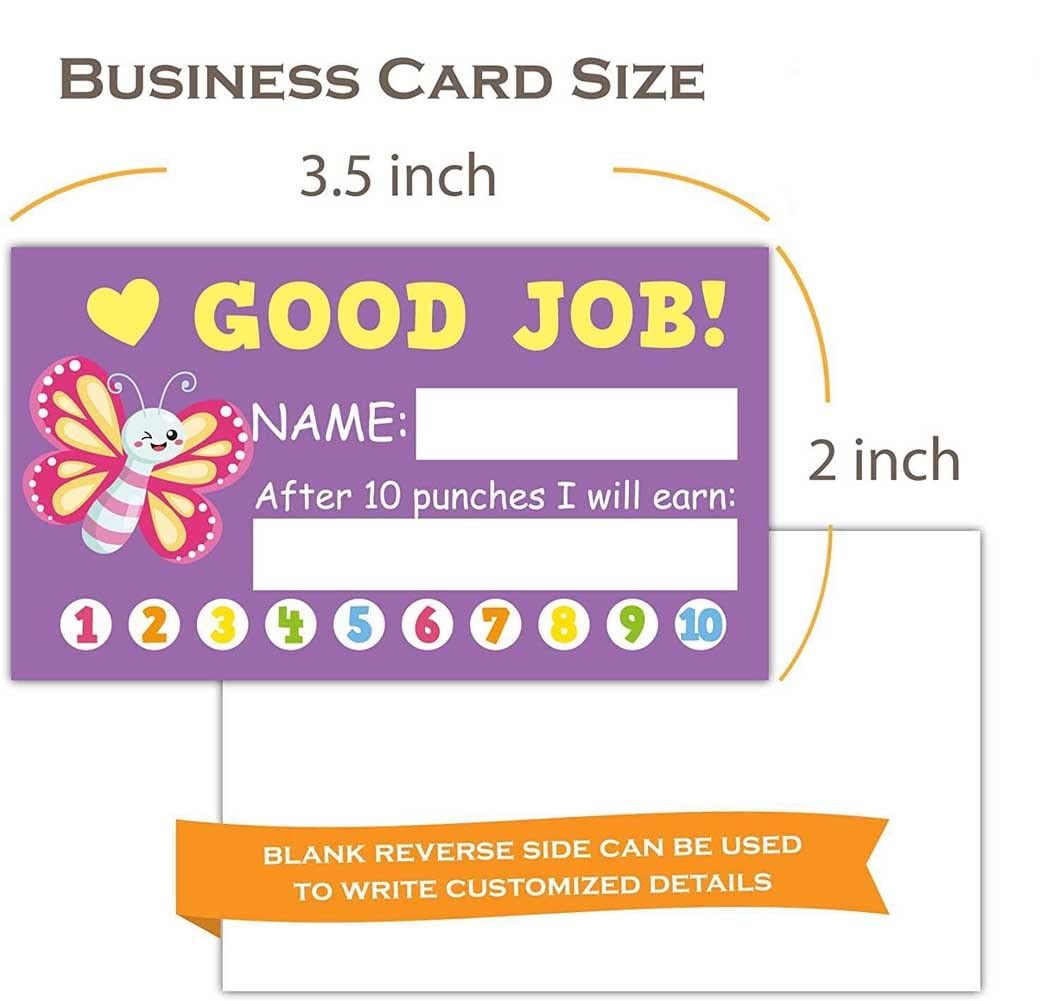 BUSINESS CARD SIZE
3.5 inch
GOOD JOB!
NAME:
2 inch
After 10 punches I will earn:
1 2 3 4 5 6 7 8 9 10
BLANK REVERSE SIDE CAN BE USED
TO WRITE CUSTOMIZED DETAILS